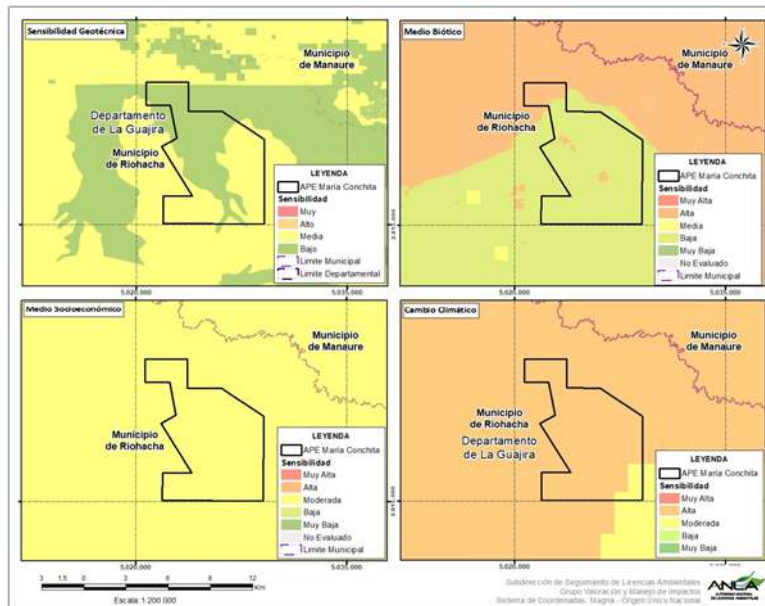 Sensibilidad Geotécnica
Municipio
de Manaure
Departamento
de La Guajira
Municipio
de Riohacha
LEYENDA
APE María Conchita
Sensibilidad
Muy
Alto
Media
Bajo
Limite Municipal
Limite Departamental
5.020.000
5.035.000
Medio Biótico
Municipio
de Manaure
Municipio
de Riohacha
LEYENDA
APE María Conchita
Sensibilidad
Muy Alta
Alta
Media
Baja
Muy Baja
No Evaluado
Limite Municipal
5.020.000
5.035.000
Medio Socioeconómico
Municipio
de Manaure
Municipio
de Riohacha
LEYENDA
APE María Conchita
Sensibilidad
Muy Alta
Alta
Moderada
Baja
Muy Baja
No Evaluado
Limite Municipal
5.020.000
5.035.000
Cambio Climático
Municipio
de Manaure
Municipio
de Riohacha
Departamento
de La Guajira
LEYENDA
APE María Conchita
Sensibilidad
Muy Alta
Alta
Moderada
Baja
Muy Baja
5.020.000
3 1,5 0 3 6 9 12
Km
Escala: 1:200.000
Subdirección de Seguimiento de Licencias Ambientales
Grupo Valoración y Manejo de Impactos
Sistema de Coordenadas: Magna - Origen Único Nacional
ANLA